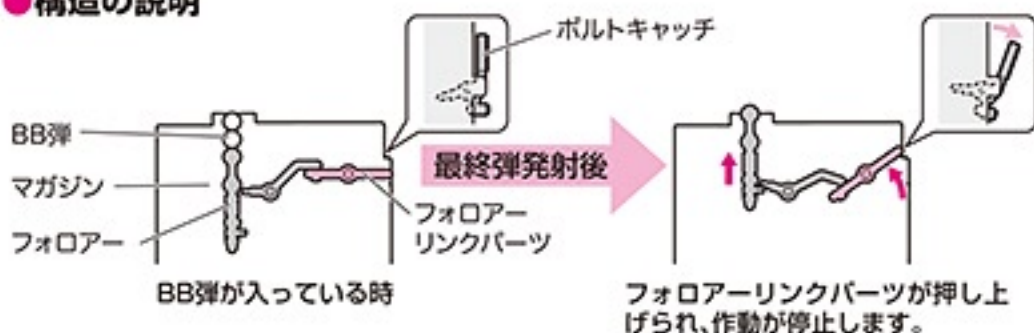 ●構造の説明
ボルトキャッチ
BB弾
マガジン
フォロアー
フォロアー
リンクパーツ
最終弾発射後
BB弾が入っている時
フォロアーリンクパーツが押し上
げられ、作動が停止します。